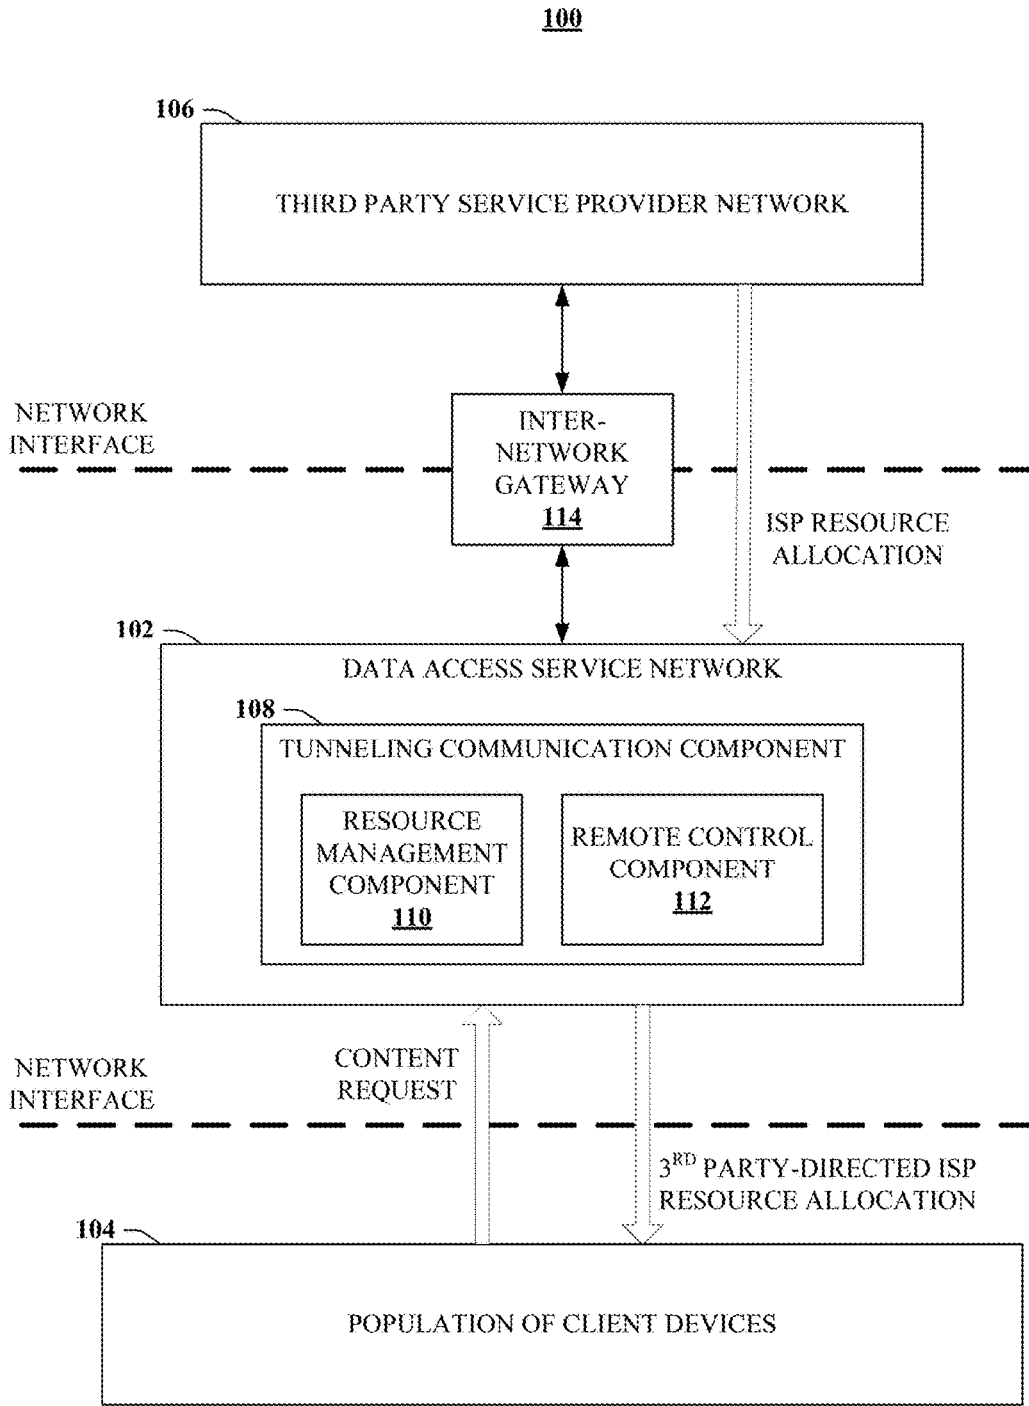 100
106
THIRD PARTY SERVICE PROVIDER NETWORK
NETWORK
INTERFACE
INTER-
NETWORK
GATEWAY
114
ISP RESOURCE
ALLOCATION
102
DATA ACCESS SERVICE NETWORK
108
TUNNELING COMMUNICATION COMPONENT
RESOURCE
MANAGEMENT
COMPONENT
110
REMOTE CONTROL
COMPONENT
112
NETWORK
INTERFACE
CONTENT
REQUEST
3RD PARTY-DIRECTED ISP
RESOURCE ALLOCATION
104
POPULATION OF CLIENT DEVICES